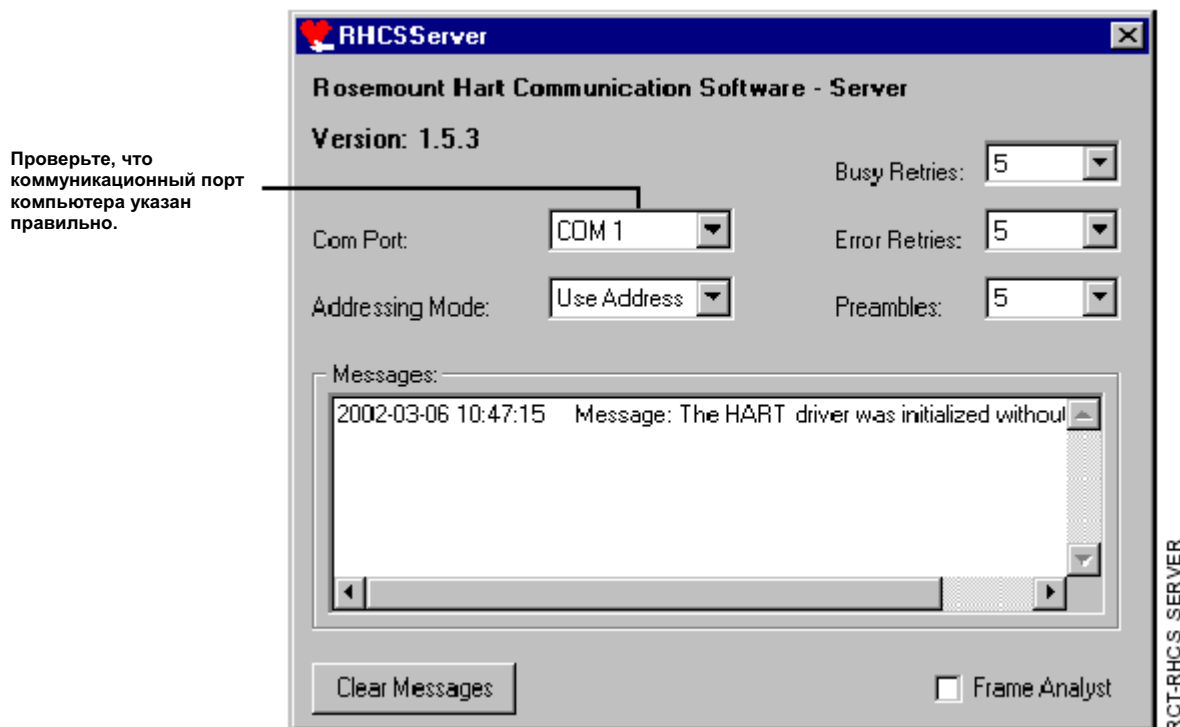 RHCSServer
Rosemount Hart Communication Software - Server
Version: 1.5.3
Проверьте, что
коммуникационный порт
компьютера указан
правильно.
Busy Retries: 5
Com Port: COM 1
Error Retries: 5
Addressing Mode: Use Address
Preambles: 5
Messages:
2002-03-06 10:47:15 Message: The HART driver was initialized without
Clear Messages
Frame Analyst
RCT-RHCS SERVER